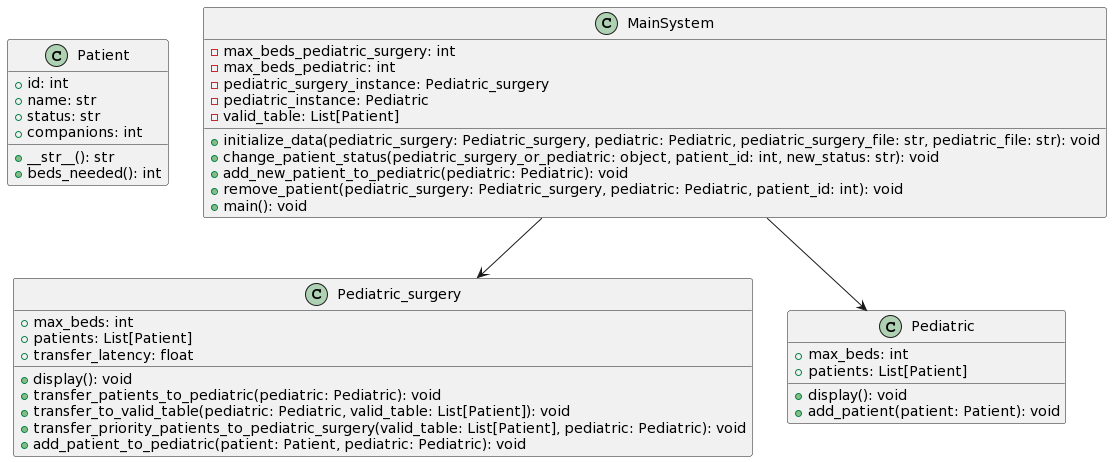 C Patient
id: int
name: str
status: str
companions: int
__str__(): str
beds_needed(): int
C MainSystem
max_beds_pediatric_surgery: int
max_beds_pediatric: int
pediatric_surgery_instance: Pediatric_surgery
pediatric_instance: Pediatric
valid_table: List[Patient]
initialize_data(pediatric_surgery: Pediatric_surgery, pediatric: Pediatric, pediatric_surgery_file: str, pediatric_file: str): void
change_patient_status(pediatric_surgery_or_pediatric: object, patient_id: int, new_status: str): void
add_new_patient_to_pediatric(pediatric: Pediatric): void
remove_patient(pediatric_surgery: Pediatric_surgery, pediatric: Pediatric, patient_id: int): void
main(): void
C Pediatric_surgery
max_beds: int
patients: List[Patient]
transfer_latency: float
display(): void
transfer_patients_to_pediatric(pediatric: Pediatric): void
transfer_to_valid_table(pediatric: Pediatric, valid_table: List[Patient]): void
transfer_priority_patients_to_pediatric_surgery(valid_table: List[Patient], pediatric: Pediatric): void
add_patient_to_pediatric(patient: Patient, pediatric: Pediatric): void
C Pediatric
max_beds: int
patients: List[Patient]
display(): void
add_patient(patient: Patient): void